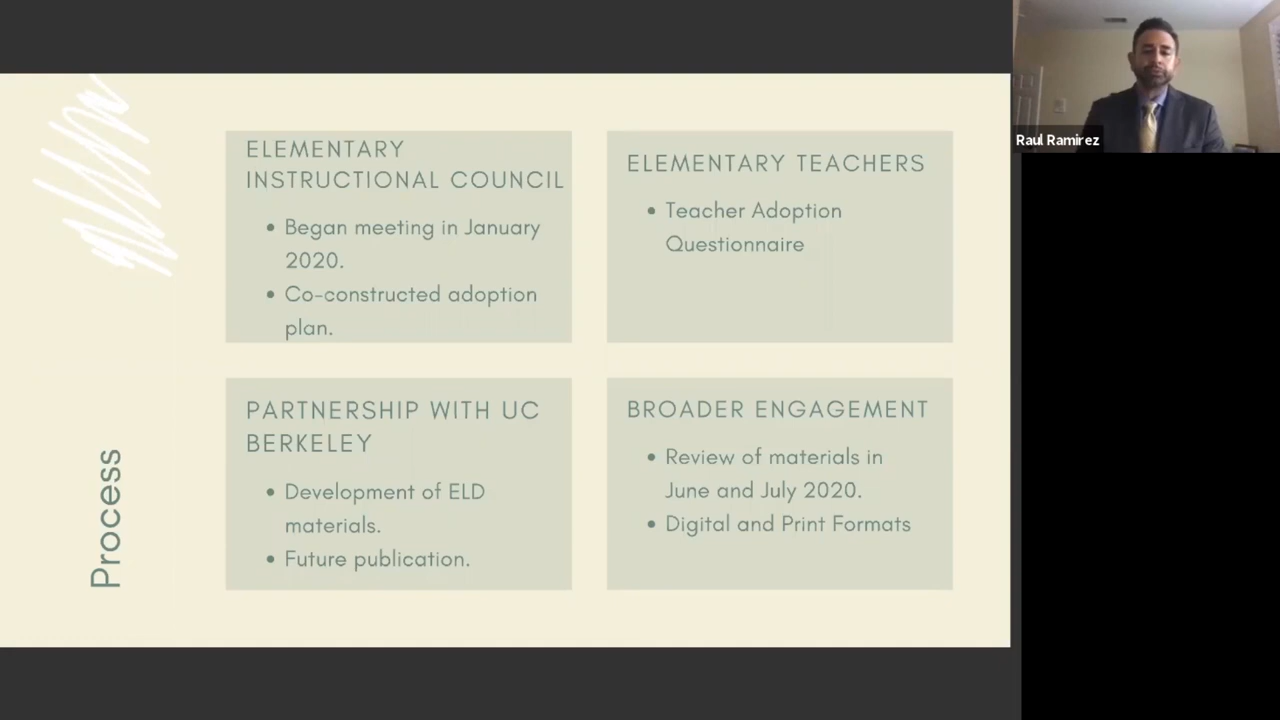 ELEMENTARY
INSTRUCTIONAL COUNCIL
• Began meeting in January
2020.
• Co-constructed adoption
plan.
ELEMENTARY TEACHERS
• Teacher Adoption
Questionnaire
PARTNERSHIP WITH UC
BERKELEY
• Development of ELD
materials.
• Future publication.
BROADER ENGAGEMENT
• Review of materials in
June and July 2020.
• Digital and Print Formats
Process
Raul Ramirez